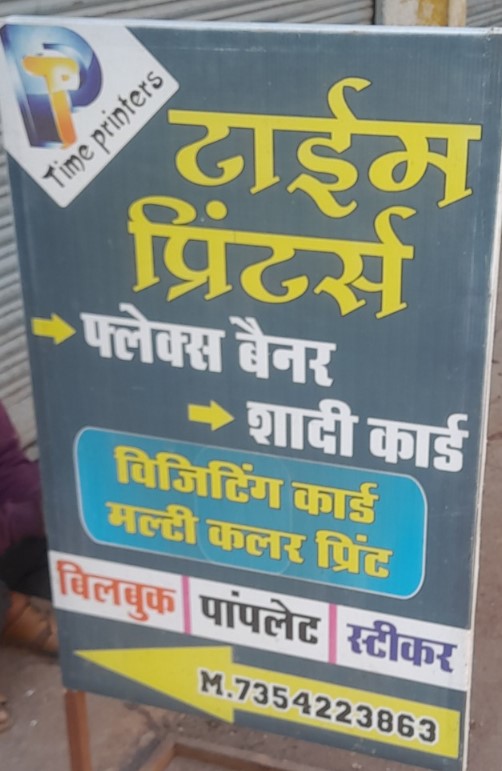 Time printers
टाईम
प्रिंटर्स
फ्लेक्स बैनर
शादी कार्ड
विजिटिंग कार्ड
मल्टी कलर प्रिंट
बिलबुक पांपलेट स्टीकर
M.7354223863